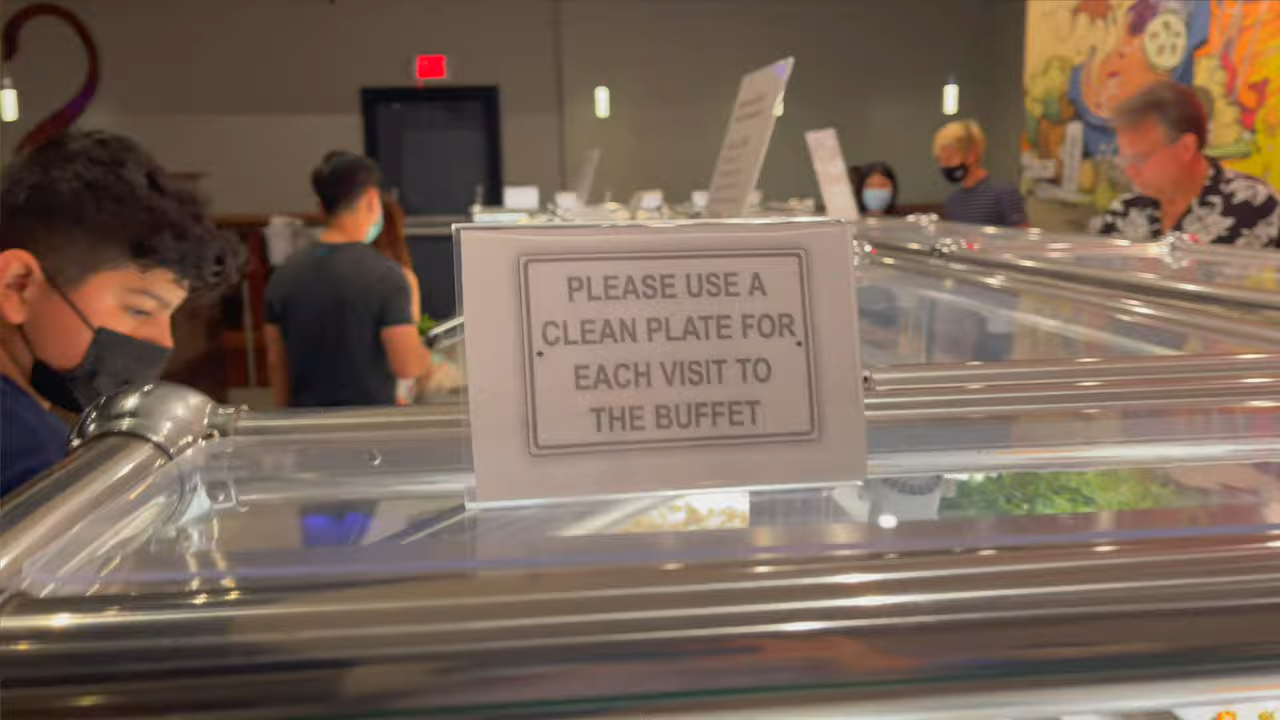 PLEASE USE A
CLEAN PLATE FOR
EACH VISIT TO
THE BUFFET